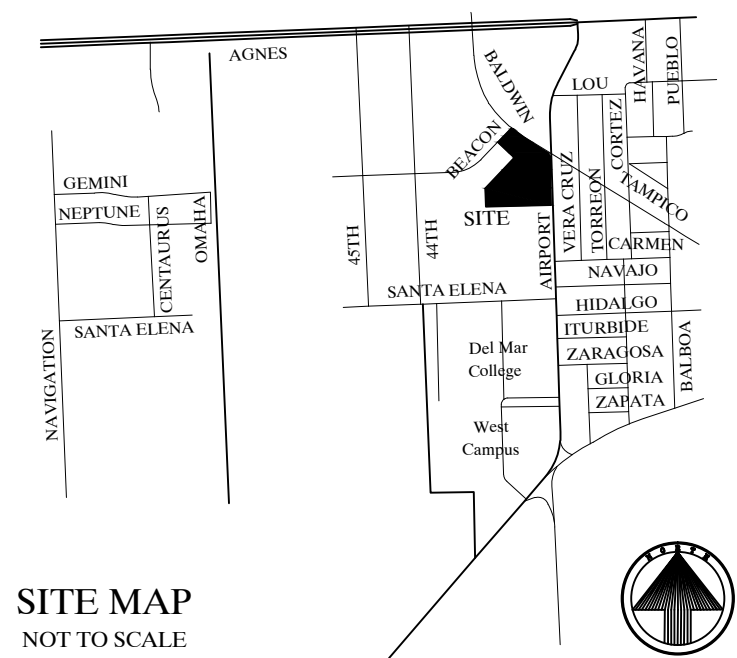 AGNES
BALDWIN
HAVANA
PUEBLO
LOU
CORTEZ
BEACON
GEMINI
NEPTUNE
CENTAURUS
OMAHA
VERA CRUZ
TORREON
TAMPICO
SITE
45TH
44TH
AIRPORT
CARMEN
NAVAJO
SANTA ELENA
HIDALGO
SANTA ELENA
ITURBIDE
NAVIGATION
Del Mar
College
ZARAGOSA
BALBOA
GLORIA
ZAPATA
West
Campus
NORTH
SITE MAP
NOT TO SCALE